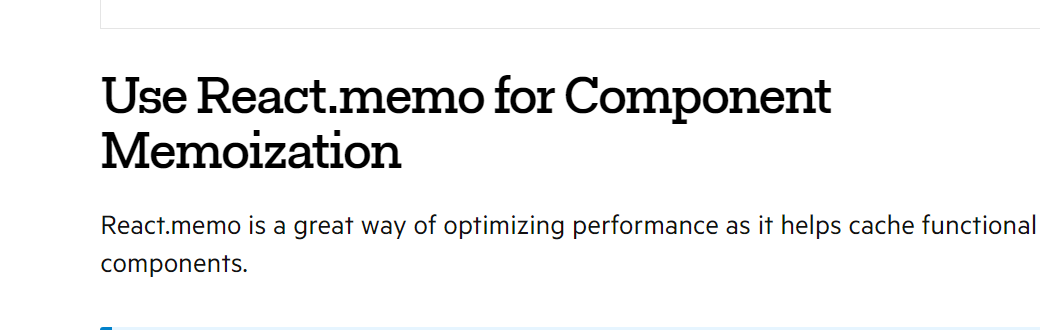 Use React.memo for Component
Memoization
React.memo is a great way of optimizing performance as it helps cache functional
components.